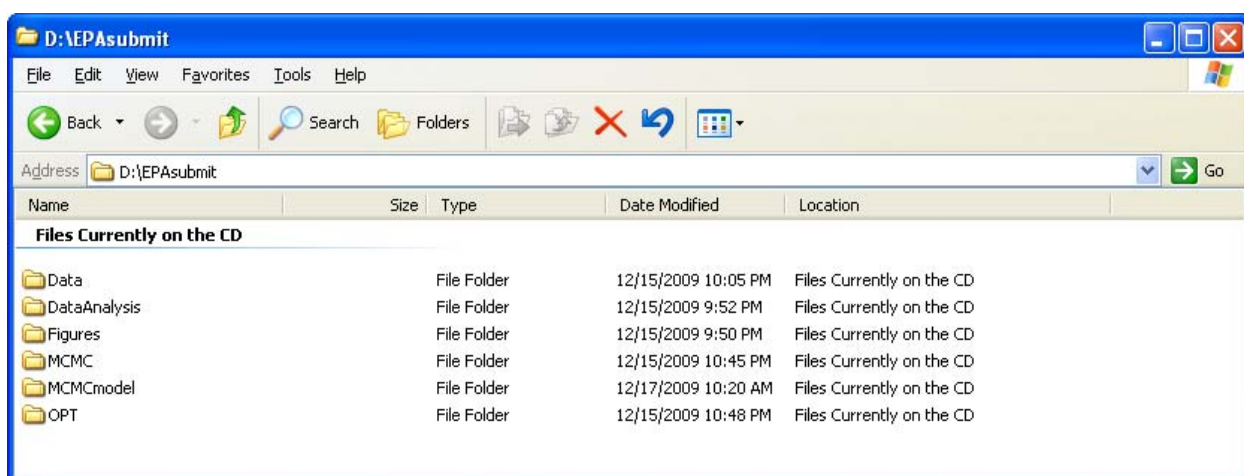 D:\EPAsubmit
File Edit View Favorites Tools Help
Back Search Folders
Address D:\EPAsubmit Go
Name Size Type Date Modified Location
Files Currently on the CD
Data File Folder 12/15/2009 10:05 PM Files Currently on the CD
DataAnalysis File Folder 12/15/2009 9:52 PM Files Currently on the CD
Figures File Folder 12/15/2009 9:50 PM Files Currently on the CD
MCMC File Folder 12/15/2009 10:45 PM Files Currently on the CD
MCMCmodel File Folder 12/17/2009 10:20 AM Files Currently on the CD
OPT File Folder 12/15/2009 10:48 PM Files Currently on the CD